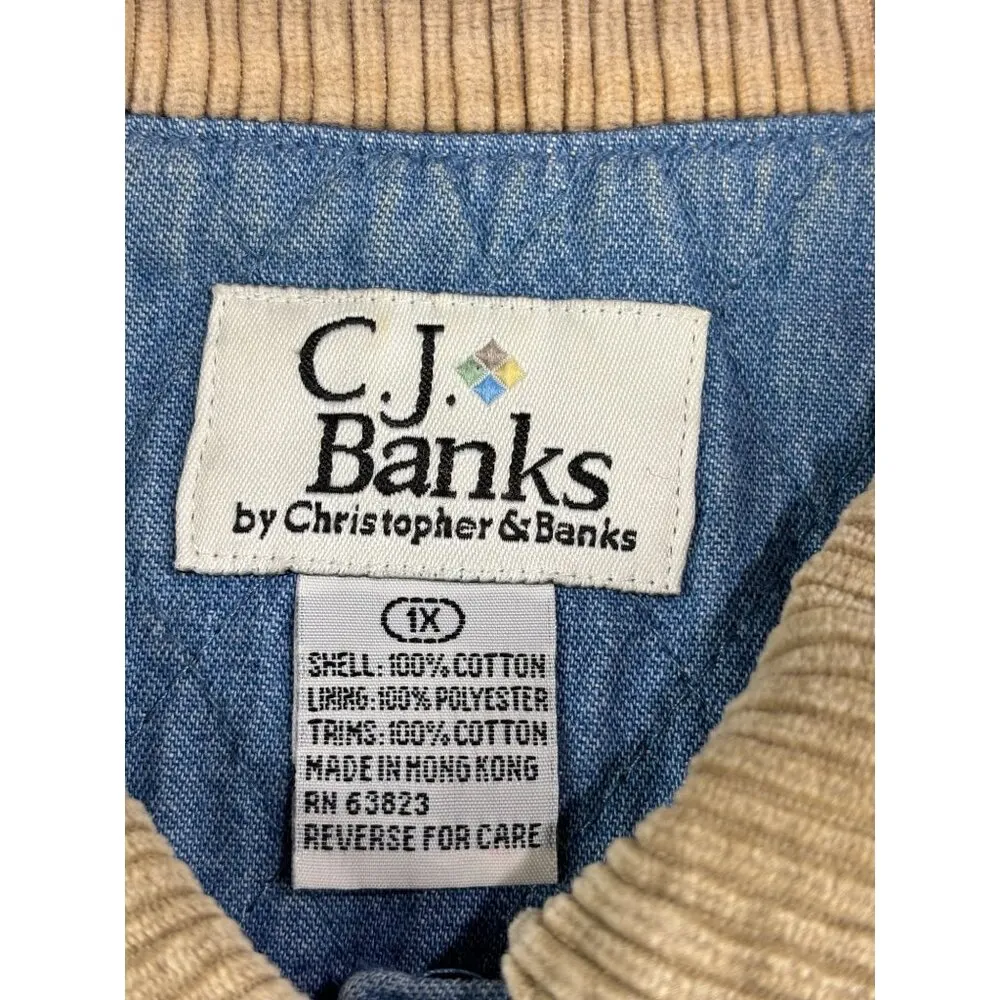 C.J.
Banks
by Christopher & Banks
1X
SHELL: 100% COTTON
LINING: 100% POLYESTER
TRIMS: 100% COTTON
MADE IN HONG KONG
RN 63823
REVERSE FOR CARE